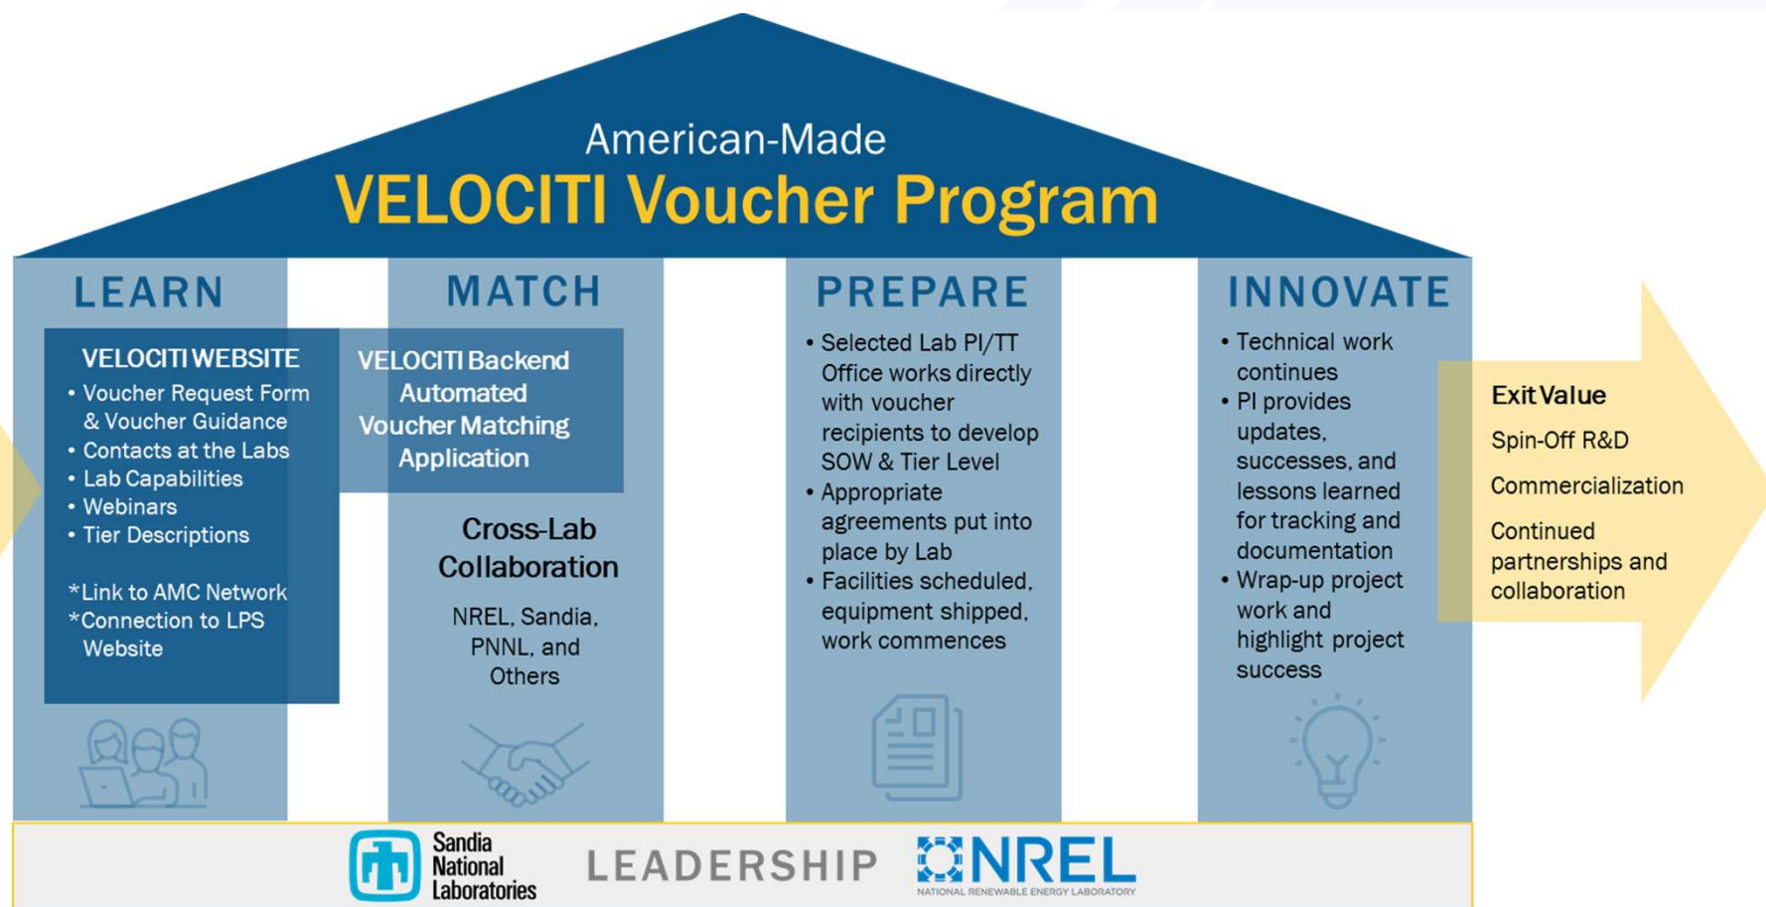 American-Made
VELOCITI Voucher Program
LEARN
VELOCITI WEBSITE
• Voucher Request Form
& Voucher Guidance
• Contacts at the Labs
• Lab Capabilities
• Webinars
• Tier Descriptions
*Link to AMC Network
*Connection to LPS
Website
MATCH
VELOCITI Backend
Automated
Voucher Matching
Application
Cross-Lab
Collaboration
NREL, Sandia,
PNNL, and
Others
PREPARE
• Selected Lab PI/TT
Office works directly
with voucher
recipients to develop
SOW & Tier Level
• Appropriate
agreements put into
place by Lab
• Facilities scheduled,
equipment shipped,
work commences
INNOVATE
• Technical work
continues
• PI provides
updates,
successes, and
lessons learned
for tracking and
documentation
• Wrap-up project
work and
highlight project
success
Exit Value
Spin-Off R&D
Commercialization
Continued
partnerships and
collaboration
Sandia
National
Laboratories
LEADERSHIP
NREL
NATIONAL RENEWABLE ENERGY LABORATORY